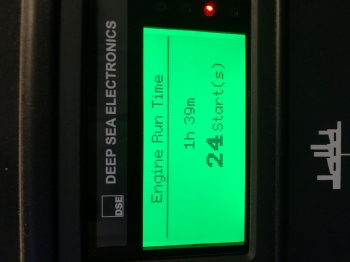 DSE DEEP SEA ELECTRONICS
Engine Run Time
1h 39m
24 Start(s)